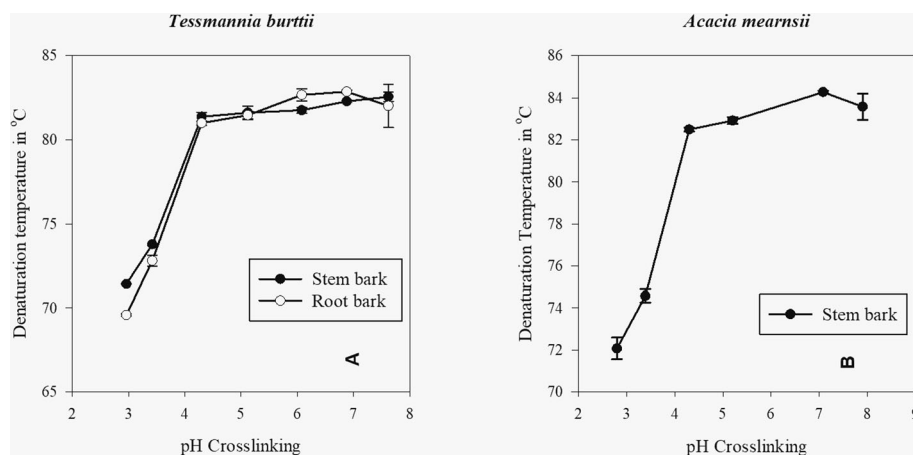 Tessmannia burttii
85
80
75
70
65
2 3 4 5 6 7 8
Denaturation temperature in °C
pH Crosslinking
Stem bark
Root bark
A
Acacia mearnsii
86
84
82
80
78
76
74
72
70
2 3 4 5 6 7 8 9
Denaturation Temperature in °C
pH Crosslinking
Stem bark
B